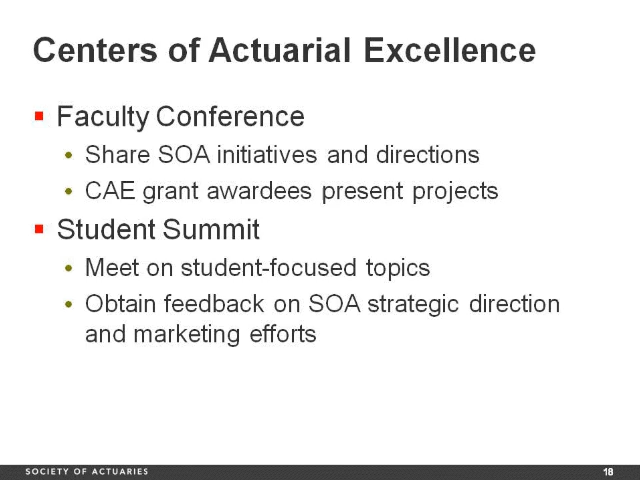 Centers of Actuarial Excellence
Faculty Conference
Share SOA initiatives and directions
CAE grant awardees present projects
Student Summit
Meet on student-focused topics
Obtain feedback on SOA strategic direction
and marketing efforts
SOCIETY OF ACTUARIES
18